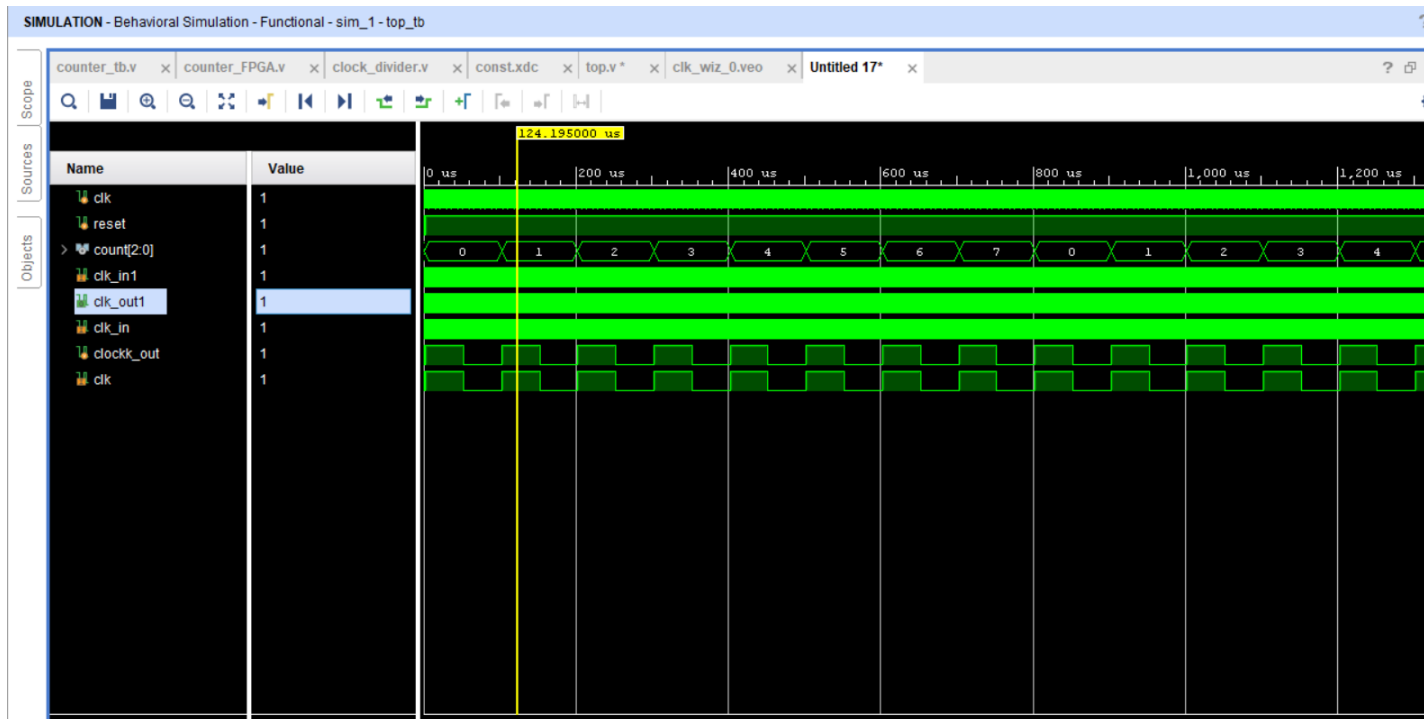 SIMULATION - Behavioral Simulation - Functional - sim_1 - top_tb
?
counter_tb.v × counter_FPGA.v × clock_divider.v × const.xdc × top.v * × clk_wiz_0.veo × Untitled 17* ×
?
Scope
Sources
Objects
124.195000 us
Name Value
0 us 200 us 400 us 600 us 800 us 1,000 us 1,200 us
clk 1
reset 1
> count[2:0] 1 0 1 2 3 4 5 6 7 0 1 2 3 4
clk_in1 1
clk_out1 1
clk_in 1
clockk_out 1
clk 1